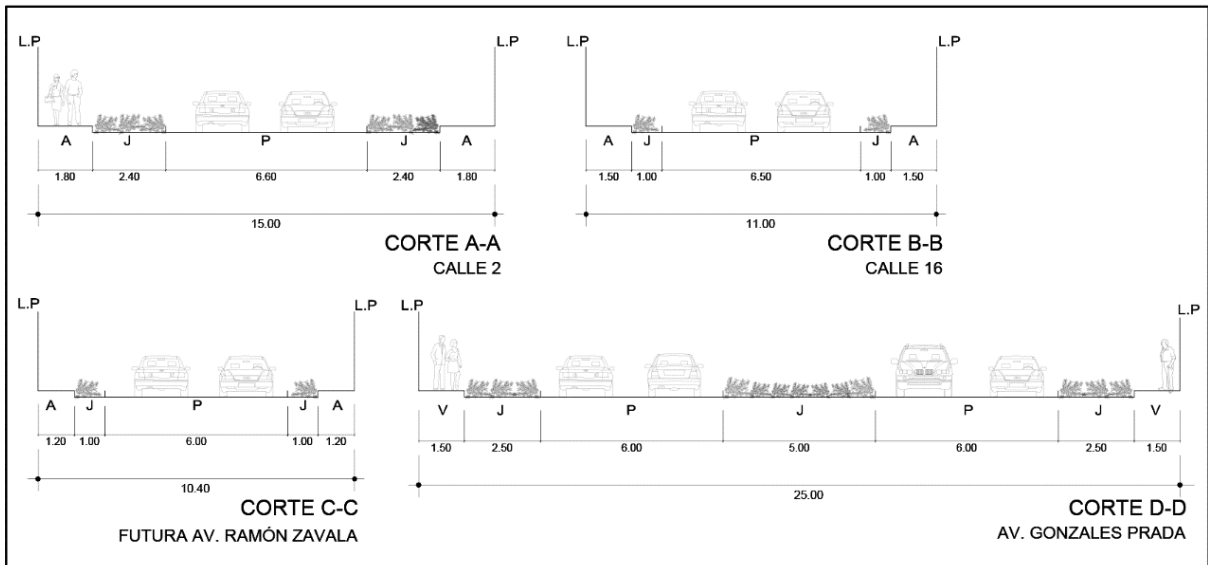 L.P L.P
A J P J A
1.80 2.40 6.60 2.40 1.80
15.00
CORTE A-A
CALLE 2
L.P L.P
A J P J A
1.50 1.00 6.50 1.00 1.50
11.00
CORTE B-B
CALLE 16
L.P L.P
A J P J A
1.20 1.00 6.00 1.00 1.20
10.40
CORTE C-C
FUTURA AV. RAMÓN ZAVALA
L.P L.P
V J P J P J V
1.50 2.50 6.00 5.00 6.00 2.50 1.50
25.00
CORTE D-D
AV. GONZALES PRADA